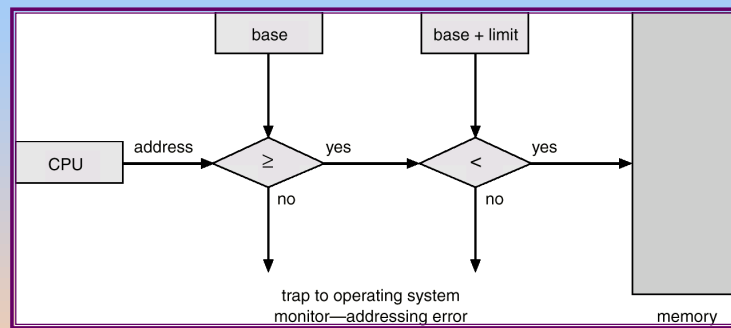 base
base + limit
CPU
address
≥
yes
<
yes
no
no
trap to operating system
monitor—addressing error
memory